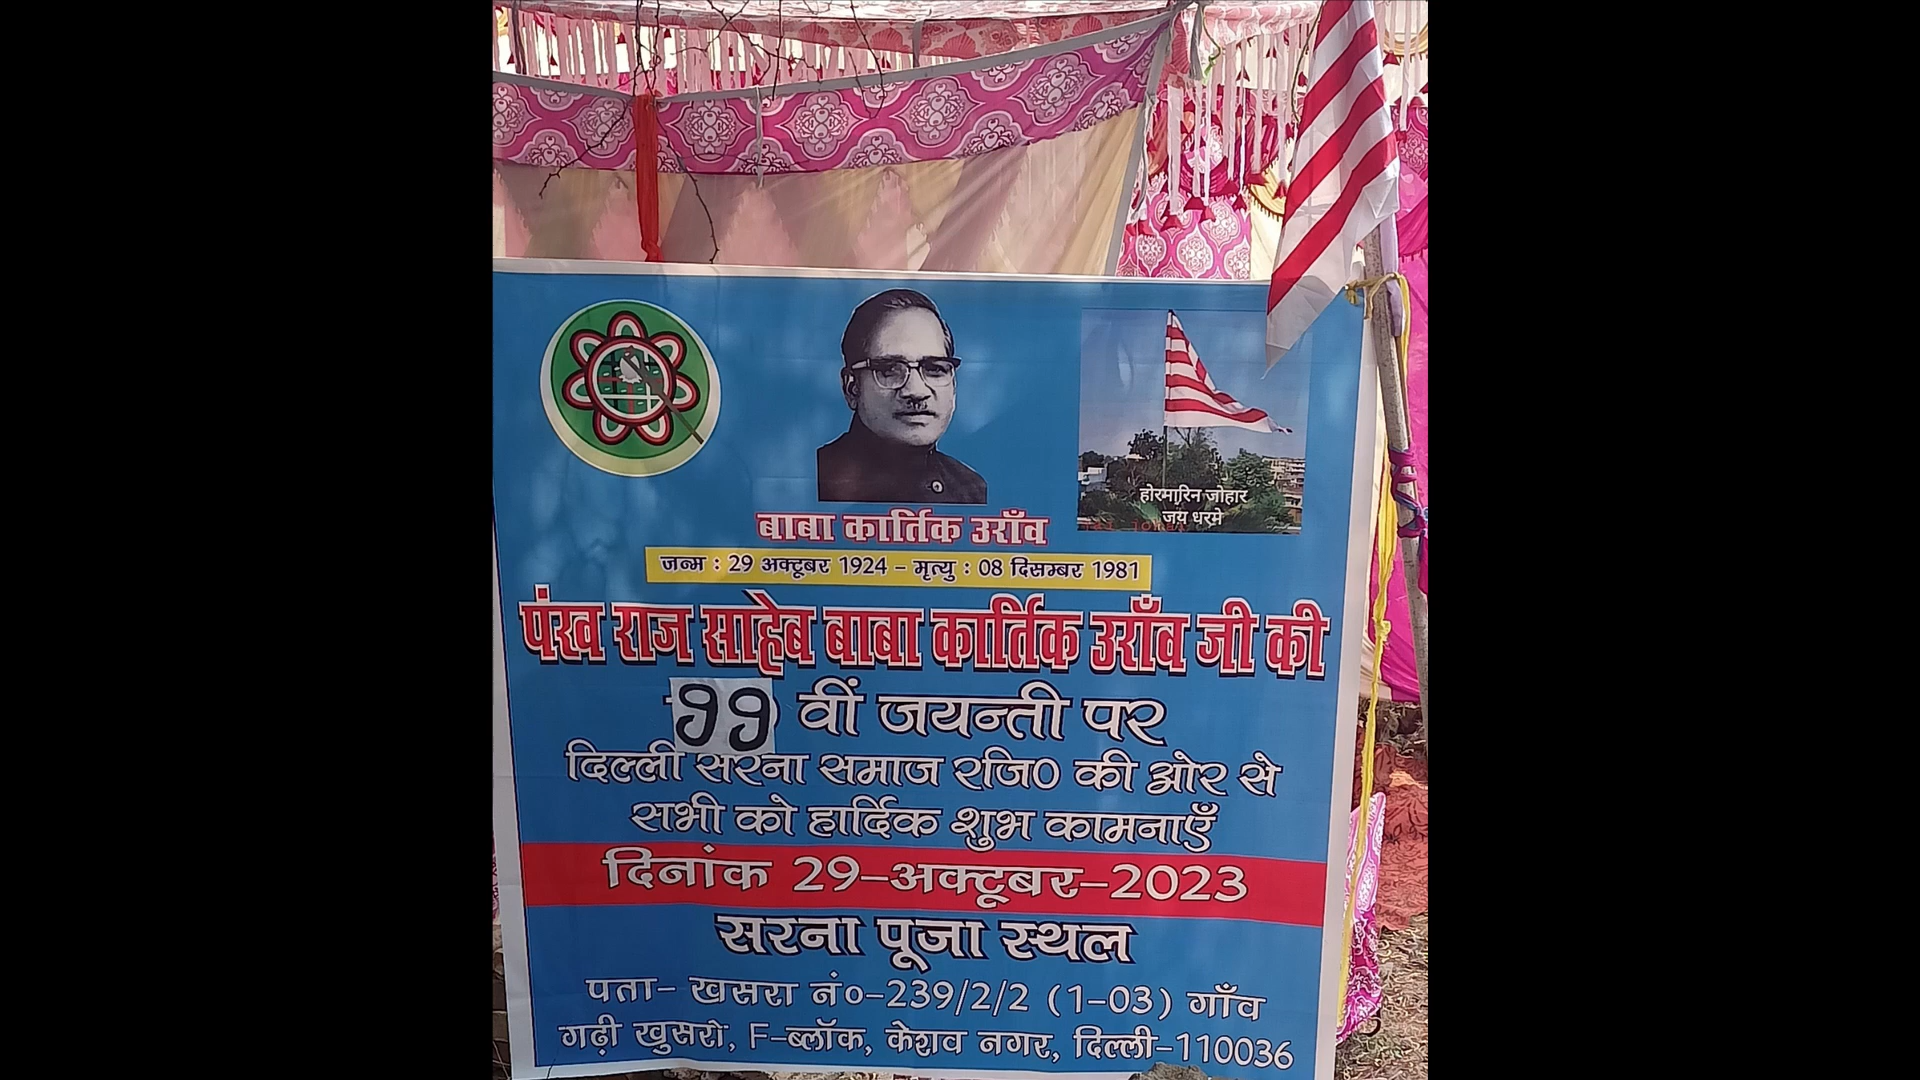 होरमारिन जोहार
जय धरमे
बाबा कार्तिक उराँव
जन्म : 29 अक्टूबर 1924 - मृत्यु : 08 दिसम्बर 1981
पंख राज साहेब बाबा कार्तिक उराँव जी की
९९ वीं जयन्ती पर
दिल्ली सरना समाज रजि0 की ओर से
सभी को हार्दिक शुभ कामनाएँ
दिनांक 29-अक्टूबर-2023
सरना पूजा स्थल
पता- खसरा नं०-239/2/2 (1-03) गाँव
गढ़ी खुसरो, F-ब्लॉक, केशव नगर, दिल्ली-110036